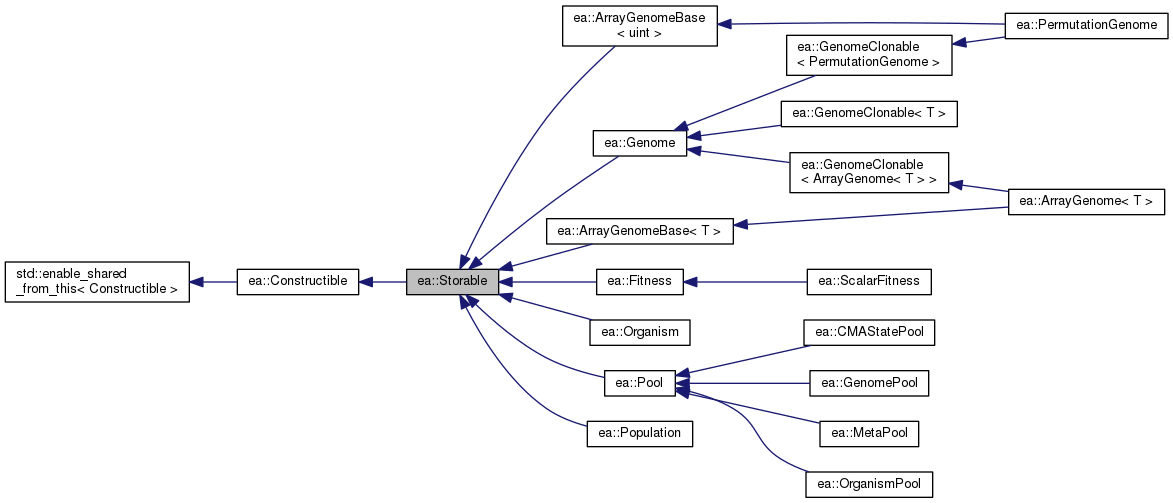 ea::ArrayGenomeBase
< uint >
ea::PermutationGenome
ea::GenomeClonable
< PermutationGenome >
ea::GenomeClonable< T >
ea::Genome
ea::GenomeClonable
< ArrayGenome< T > >
ea::ArrayGenome< T >
ea::ArrayGenomeBase< T >
std::enable_shared
_from_this< Constructible >
ea::Constructible
ea::Storable
ea::Fitness
ea::ScalarFitness
ea::Organism
ea::CMAStatePool
ea::Pool
ea::GenomePool
ea::Population
ea::MetaPool
ea::OrganismPool